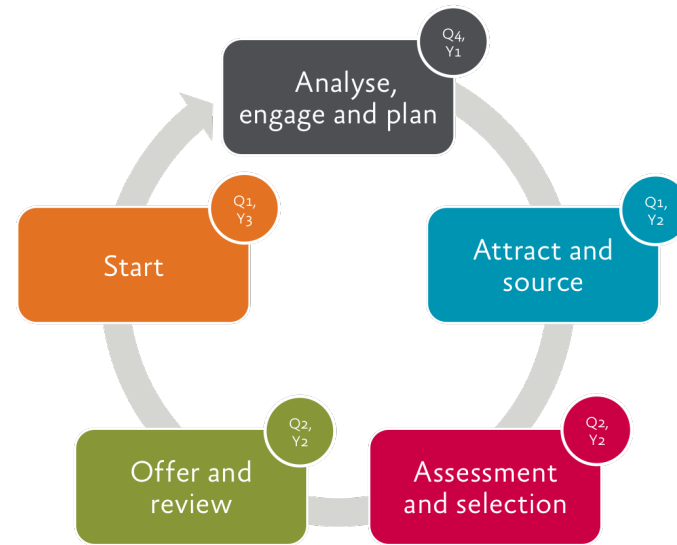 Q4,
Y1
Analyse,
engage and plan
Q1,
Y2
Attract and
source
Q2,
Y2
Assessment
and selection
Q2,
Y2
Offer and
review
Q1,
Y3
Start